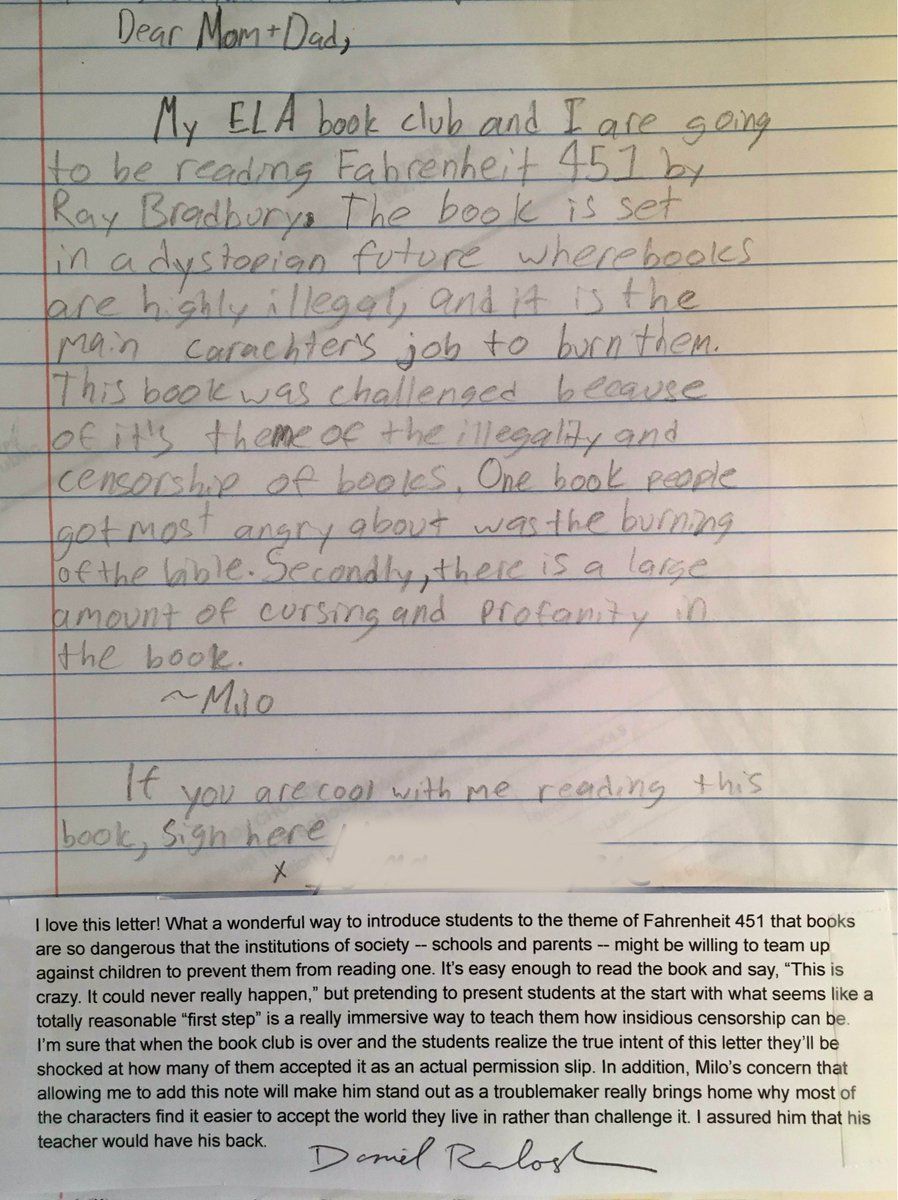 Dear Mom+Dad,
My ELA book club and I are going
to be reading Fahrenheit 451 by
Ray Bradbury. The book is set
in a dystopian future where books
are highly illegal, and it is the
main carachter's job to burn them.
This book was challenged because
of it's theme of the illegality and
censorship of books. One book people
got most angry about was the burning
of the bible. Secondly, there is a large
amount of cursing and profanity in
the book.
~Milo
If you are cool with me reading this
book, Sign here
x
I love this letter! What a wonderful way to introduce students to the theme of Fahrenheit 451 that books
are so dangerous that the institutions of society -- schools and parents -- might be willing to team up
against children to prevent them from reading one. It's easy enough to read the book and say, “This is
crazy. It could never really happen,” but pretending to present students at the start with what seems like a
totally reasonable “first step” is a really immersive way to teach them how insidious censorship can be.
I'm sure that when the book club is over and the students realize the true intent of this letter they'll be
shocked at how many of them accepted it as an actual permission slip. In addition, Milo's concern that
allowing me to add this note will make him stand out as a troublemaker really brings home why most of
the characters find it easier to accept the world they live in rather than challenge it. I assured him that his
teacher would have his back.
Daniel